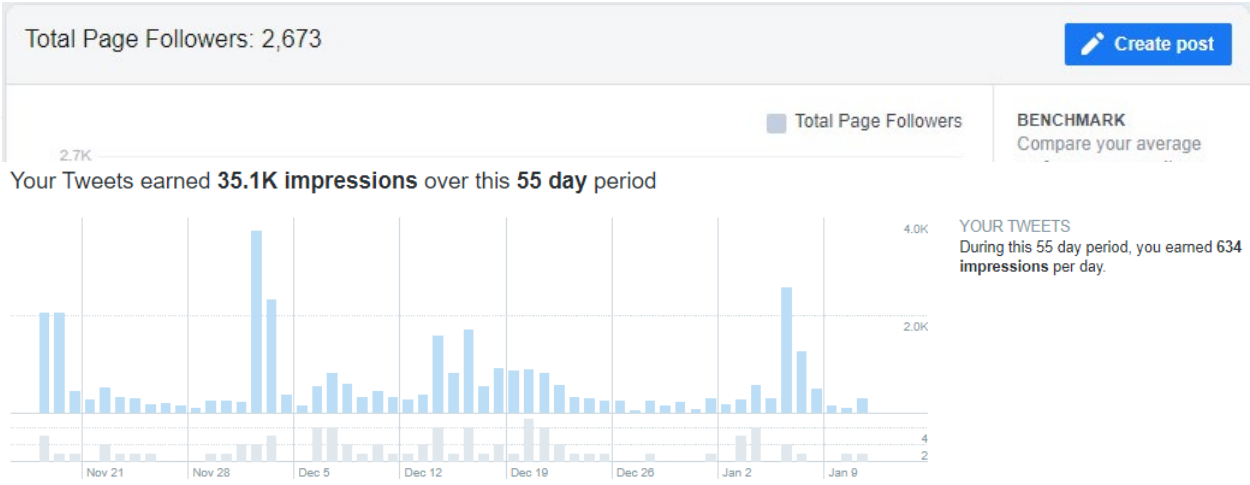 Total Page Followers: 2,673
Create post
Total Page Followers
BENCHMARK
Compare your average
2.7K
Your Tweets earned 35.1K impressions over this 55 day period
4.0K
YOUR TWEETS
During this 55 day period, you earned 634
impressions per day.
2.0K
4
2
Nov 21 Nov 28 Dec 5 Dec 12 Dec 19 Dec 26 Jan 2 Jan 9